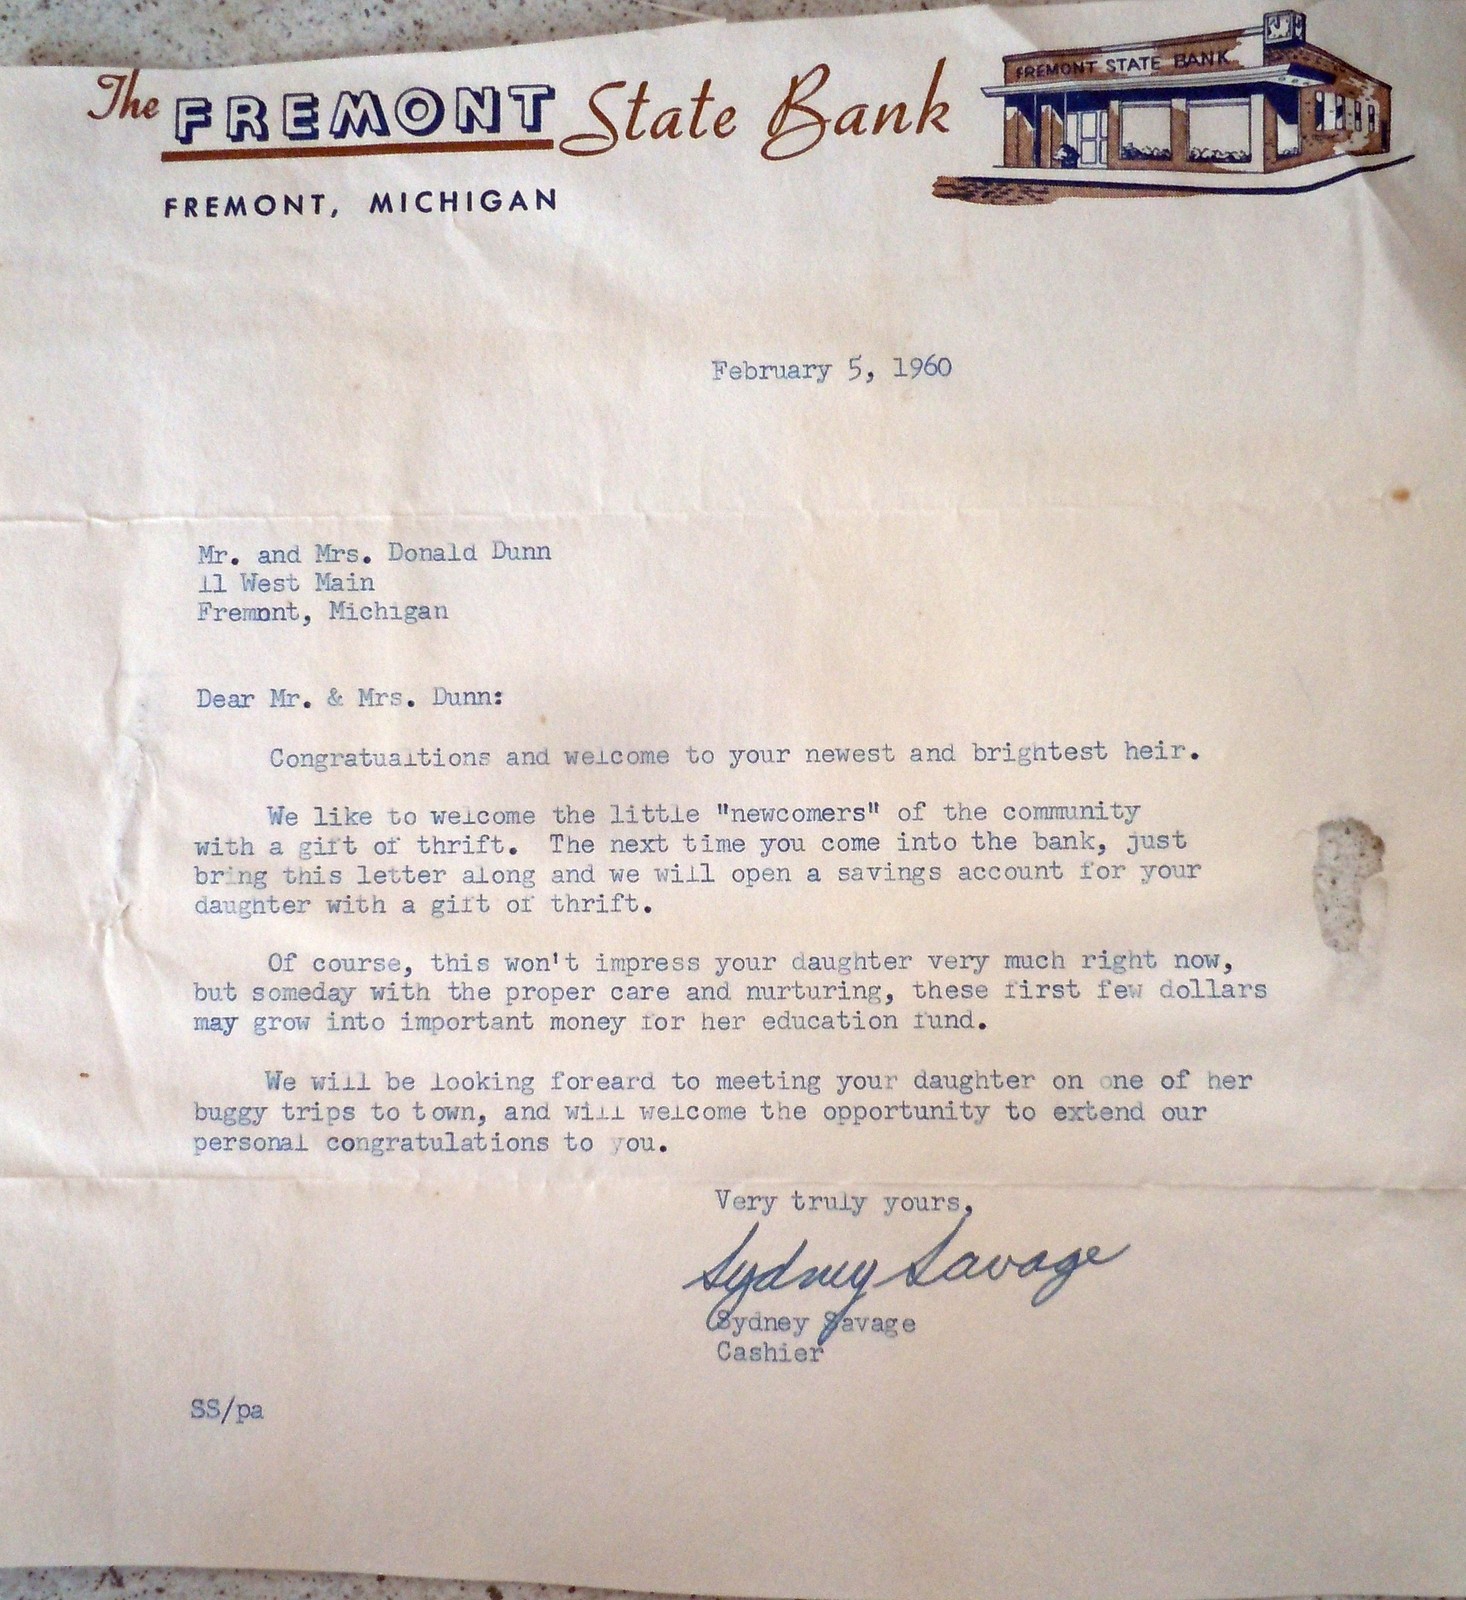 The FREMONT State Bank
FREMONT STATE BANK
FREMONT, MICHIGAN
February 5, 1960
Mr. and Mrs. Donald Dunn
11 West Main
Fremont, Michigan
Dear Mr. & Mrs. Dunn:
Congratualtions and welcome to your newest and brightest heir.
We like to welcome the little "newcomers" of the community
with a gift of thrift. The next time you come into the bank, just
bring this letter along and we will open a savings account for your
daughter with a gift of thrift.
Of course, this won't impress your daughter very much right now,
but someday with the proper care and nurturing, these first few dollars
may grow into important money for her education fund.
We will be looking foreard to meeting your daughter on one of her
buggy trips to town, and will welcome the opportunity to extend our
personal congratulations to you.
Very truly yours,
Sydney Savage
Sydney Savage
Cashier
SS/pa